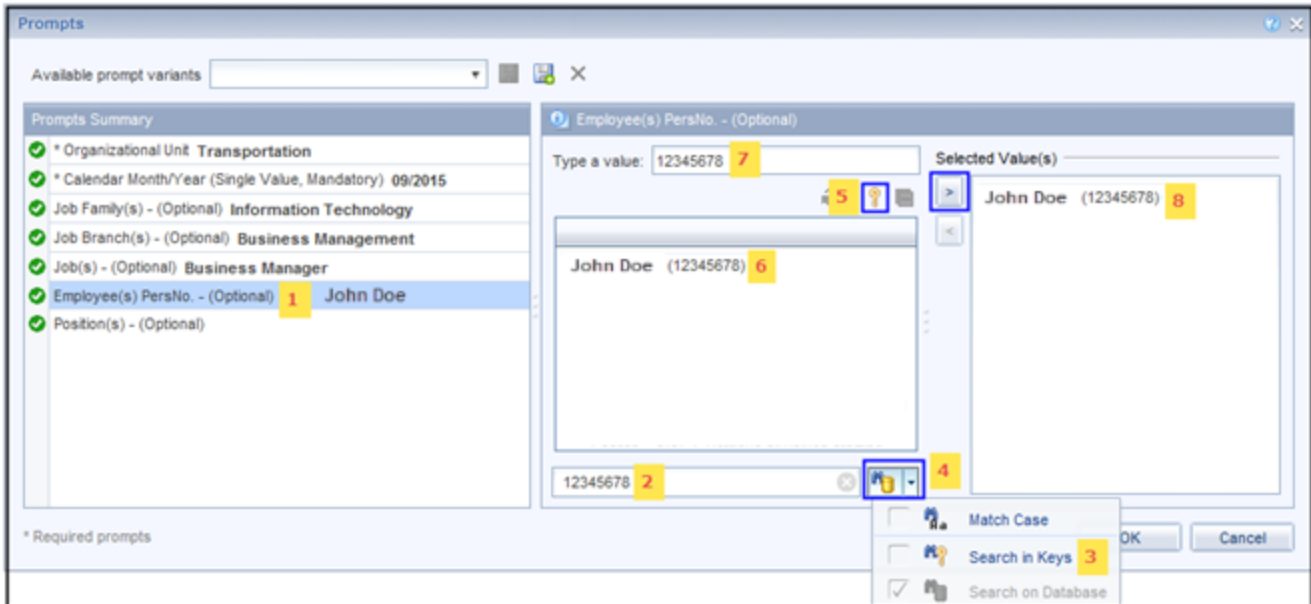 Prompts
Available prompt variants
Prompts Summary
* Organizational Unit Transportation
* Calendar Month/Year (Single Value, Mandatory) 09/2015
Job Family(s) - (Optional) Information Technology
Job Branch(s) - (Optional) Business Management
Job(s) - (Optional) Business Manager
Employee(s) PersNo. - (Optional) 1 John Doe
Position(s) - (Optional)
* Required prompts
Employee(s) PersNo. - (Optional)
Type a value: 12345678 7
5
John Doe (12345678) 6
12345678 2
4
Selected Value(s)
>
<
John Doe (12345678) 8
Match Case
Search in Keys 3
Search on Database
OK
Cancel